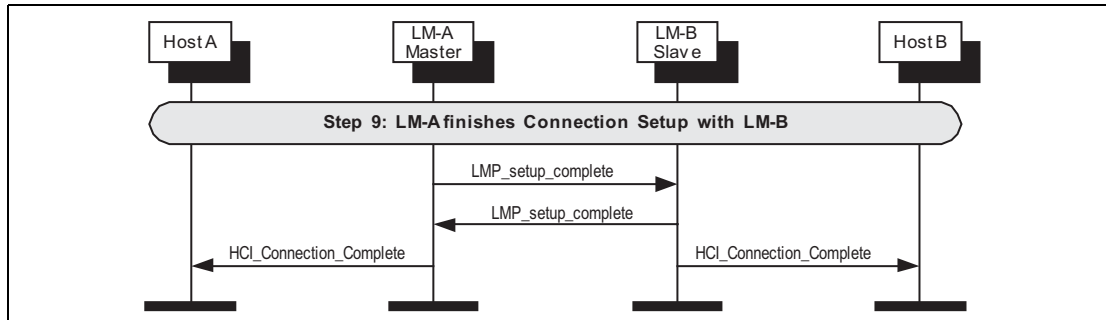 Host A
LM-A
Master
LM-B
Slave
Host B
Step 9: LM-A finishes Connection Setup with LM-B
LMP_setup_complete
LMP_setup_complete
HCI_Connection_Complete
HCI_Connection_Complete